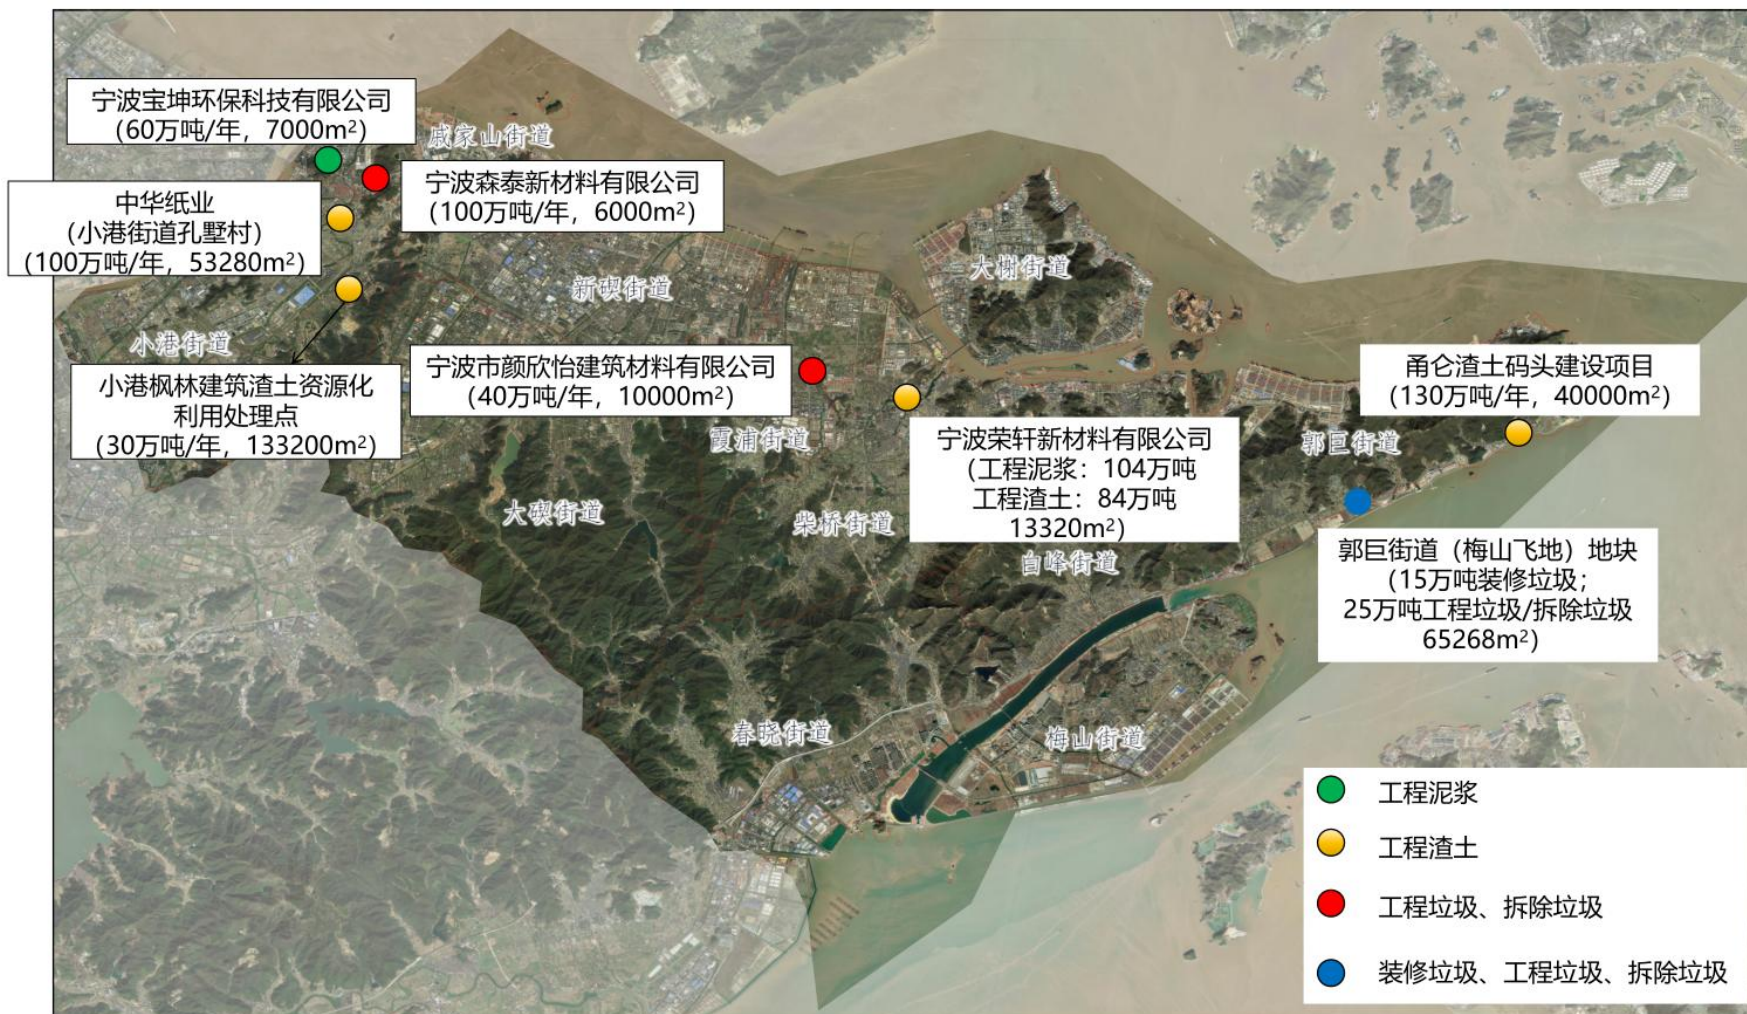 宁波宝坤环保科技有限公司
（60万吨/年，7000m²）
戚家山街道
宁波森泰新材料有限公司
（100万吨/年，6000m²）
中华纸业
（小港街道孔墅村）
（100万吨/年，53280m²）
大榭街道
新碶街道
小港街道
小港枫林建筑渣土资源化
利用处理点
（30万吨/年，133200m²）
宁波市颜欣怡建筑材料有限公司
（40万吨/年，10000m²）
甬仑渣土码头建设项目
（130万吨/年，40000m²）
霞浦街道
宁波荣轩新材料有限公司
（工程泥浆：104万吨
工程渣土：84万吨
13320m²）
郭巨街道
大碶街道
柴桥街道
白峰街道
郭巨街道（梅山飞地）地块
（15万吨装修垃圾；
25万吨工程垃圾/拆除垃圾
65268m²）
春晓街道
梅山街道
工程泥浆
工程渣土
工程垃圾、拆除垃圾
装修垃圾、工程垃圾、拆除垃圾